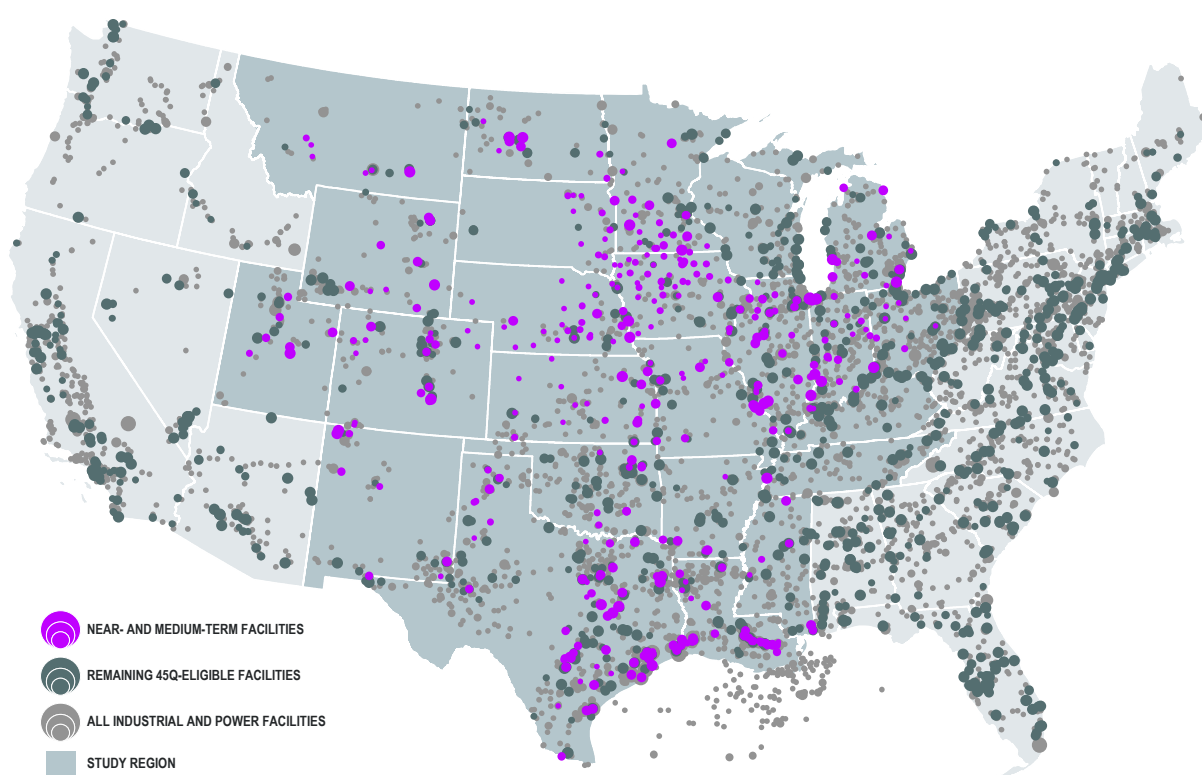 NEAR- AND MEDIUM-TERM FACILITIES
REMAINING 45Q-ELIGIBLE FACILITIES
ALL INDUSTRIAL AND POWER FACILITIES
STUDY REGION